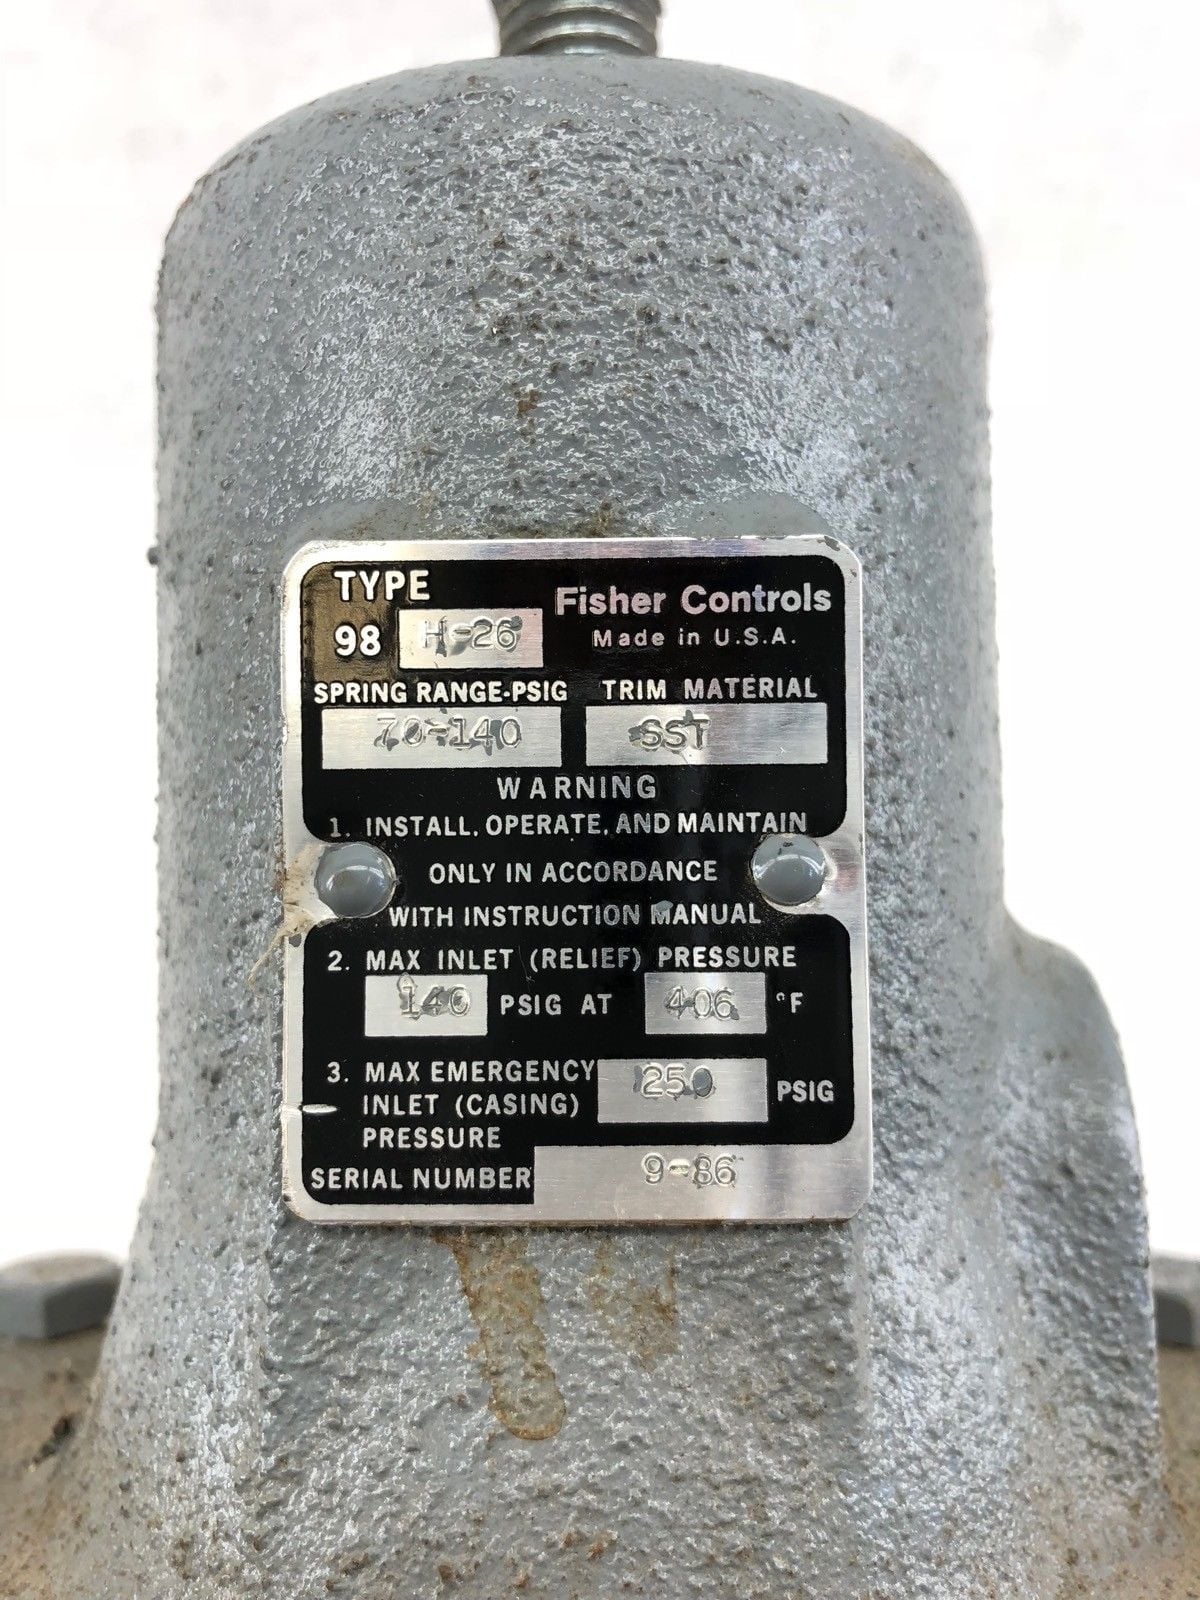 TYPE
Fisher Controls
98 H-26
Made in U.S.A.
SPRING RANGE-PSIG TRIM MATERIAL
70-140 SST
WARNING
1. INSTALL, OPERATE, AND MAINTAIN
ONLY IN ACCORDANCE
WITH INSTRUCTION MANUAL
2. MAX INLET (RELIEF) PRESSURE
140 PSIG AT 406 °F
3. MAX EMERGENCY 250 PSIG
INLET (CASING)
PRESSURE
SERIAL NUMBER 9-86